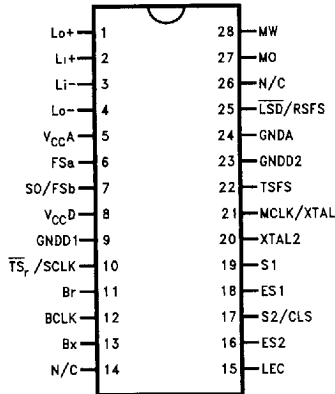 Lo+ 1 28 MW
Li+ 2 27 MO
Li- 3 26 N/C
Lo- 4 25 L̅S̅D̅/RSFS
VCCA 5 24 GNDA
FSa 6 23 GNDD2
SO/FSb 7 22 TSFS
VCCD 8 21 MCLK/XTAL
GNDD1 9 20 XTAL2
T̅S̅r/SCLK 10 19 S1
Br 11 18 ES1
BCLK 12 17 S2/CLS
Bx 13 16 ES2
N/C 14 15 LEC